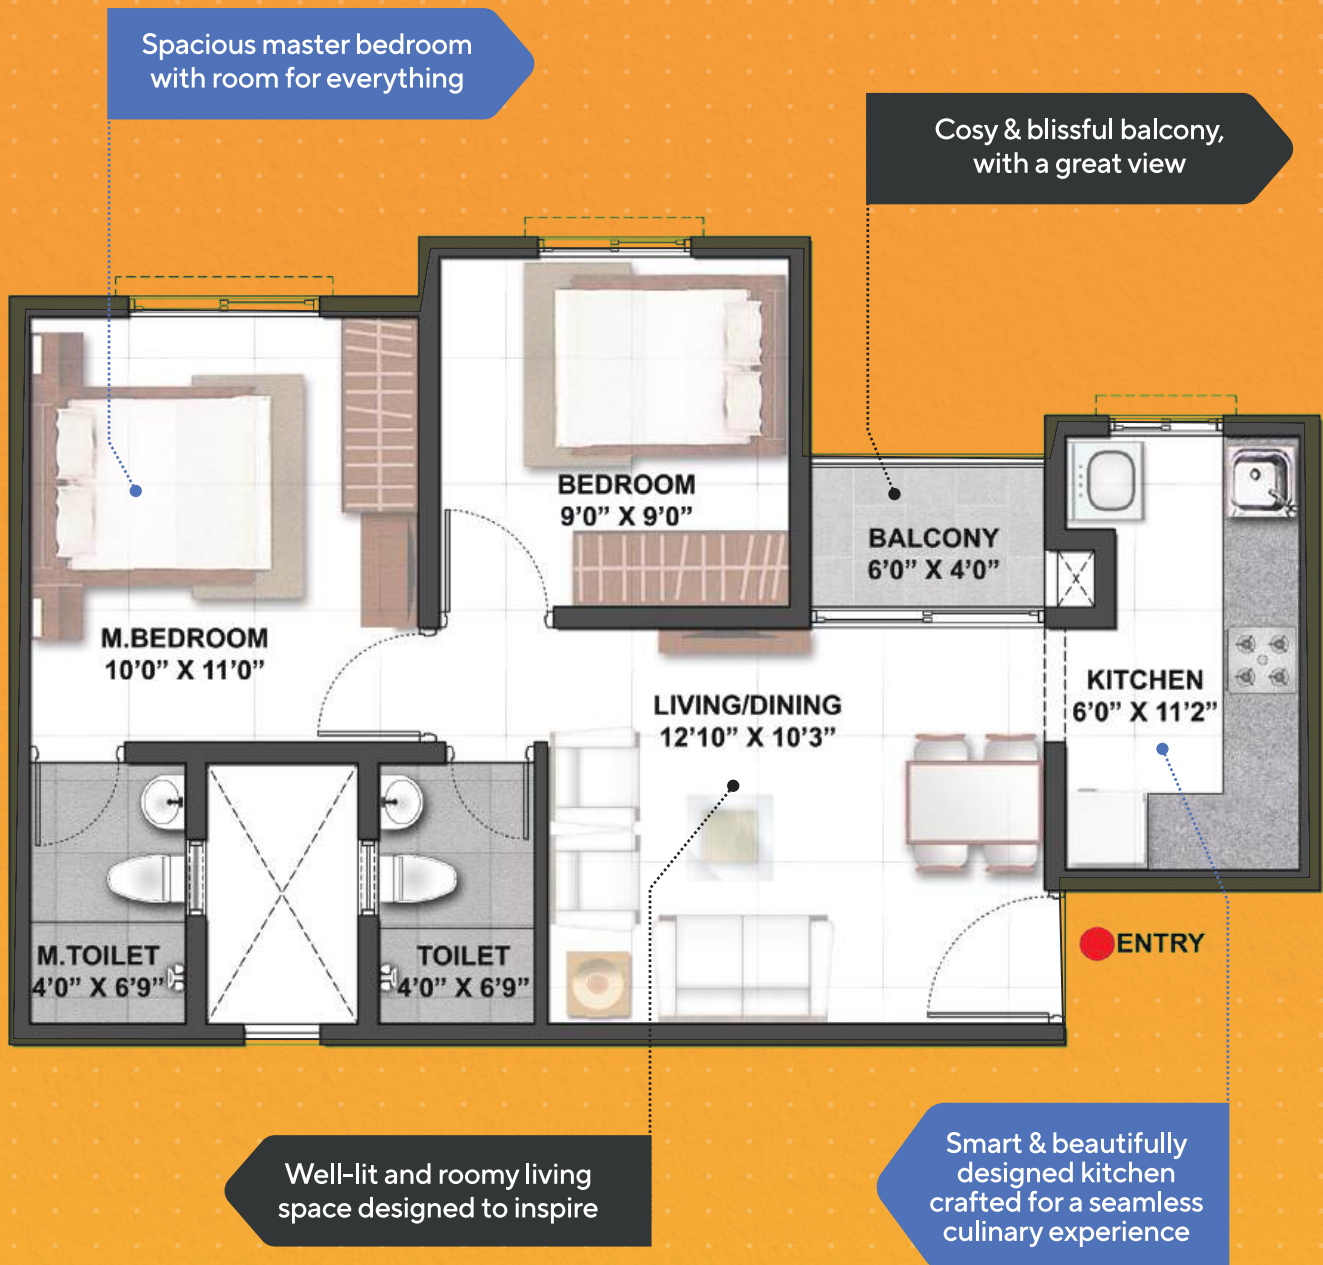 Spacious master bedroom
with room for everything
Cosy & blissful balcony,
with a great view
BEDROOM
9’0” X 9’0”
BALCONY
6’0” X 4’0”
M.BEDROOM
10’0” X 11’0”
LIVING/DINING
12’10” X 10’3”
KITCHEN
6’0” X 11’2”
M.TOILET
4’0” X 6’9”
TOILET
4’0” X 6’9”
ENTRY
Well-lit and roomy living
space designed to inspire
Smart & beautifully
designed kitchen
crafted for a seamless
culinary experience